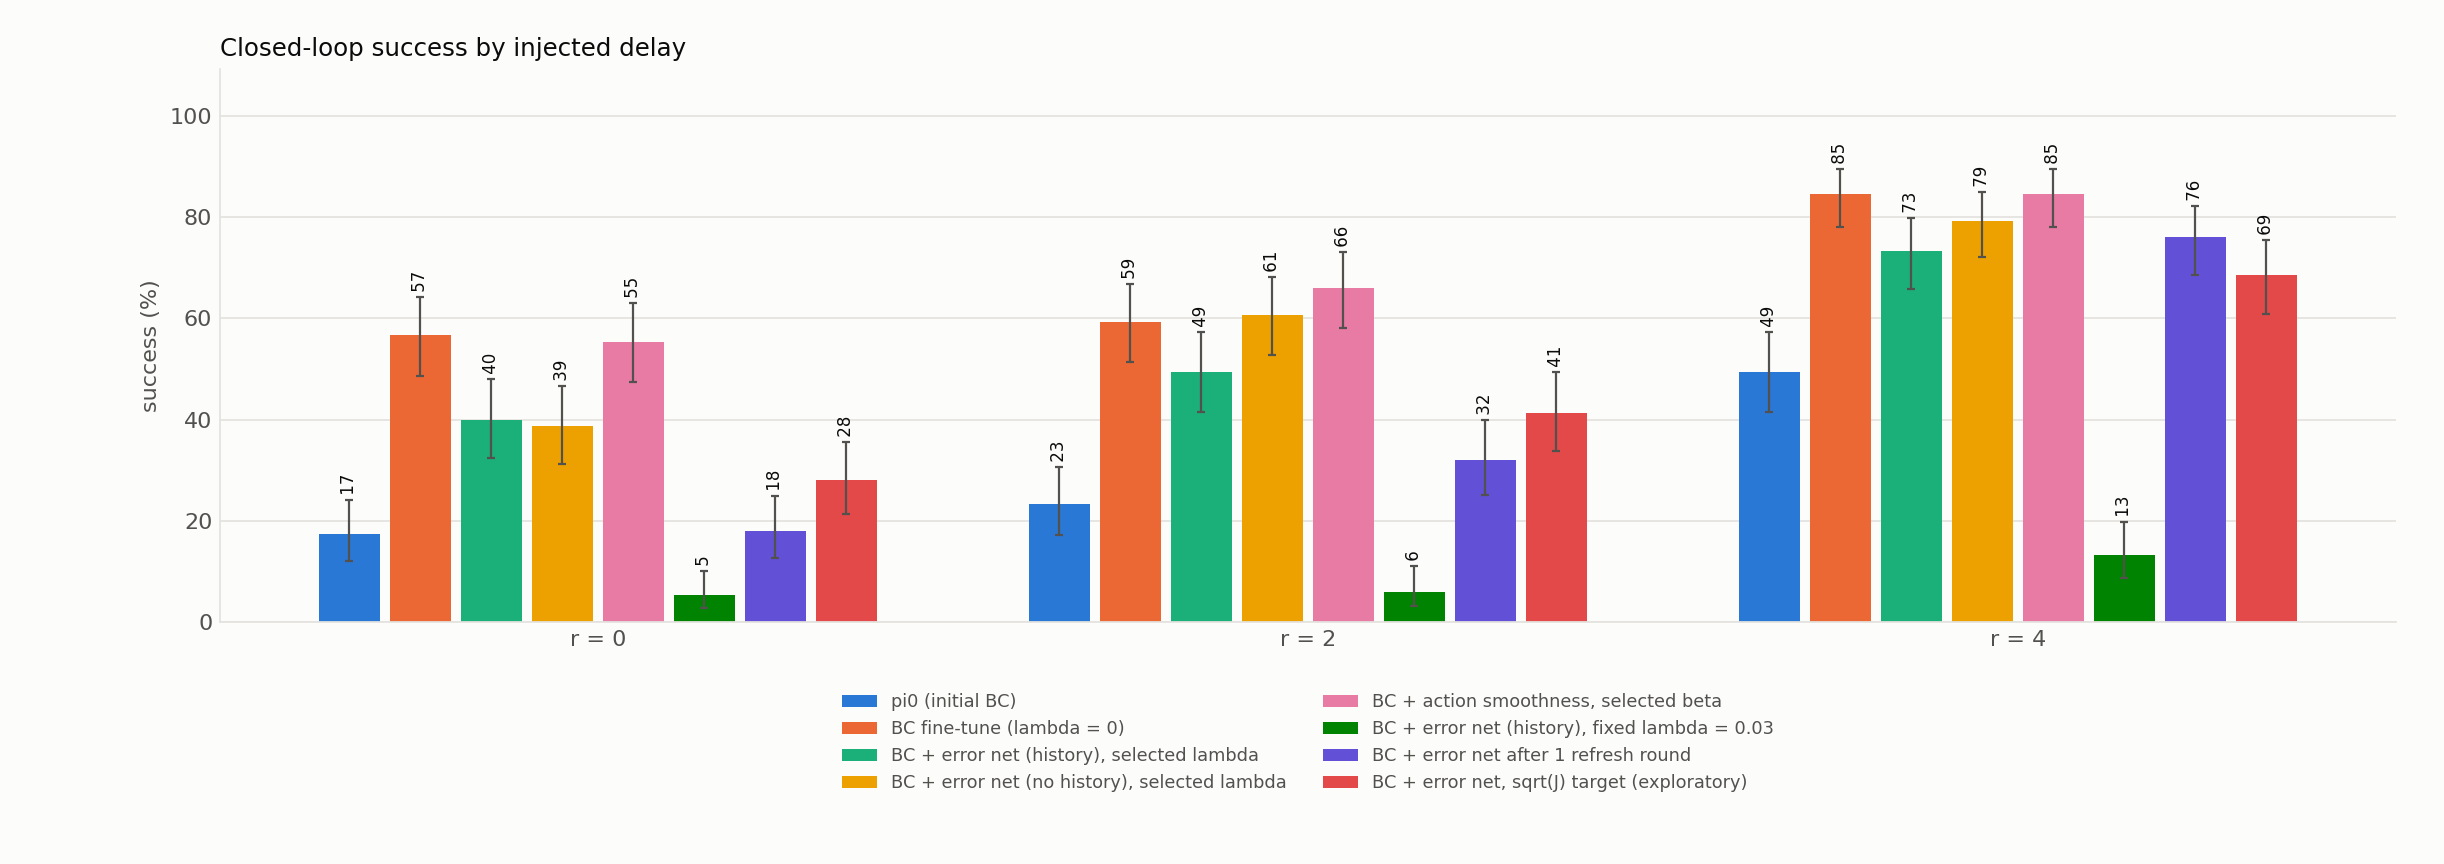 Closed-loop success by injected delay
success (%)
100
80
60
40
20
0
17
57
40
39
55
5
18
28
23
59
49
61
66
6
32
41
49
85
73
79
85
13
76
69
r = 0
r = 2
r = 4
pi0 (initial BC)
BC fine-tune (lambda = 0)
BC + error net (history), selected lambda
BC + error net (no history), selected lambda
BC + action smoothness, selected beta
BC + error net (history), fixed lambda = 0.03
BC + error net after 1 refresh round
BC + error net, sqrt(J) target (exploratory)